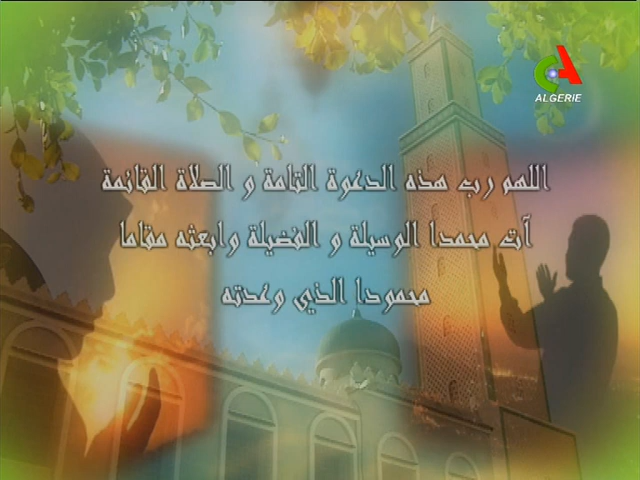 ALGERIE
اللهم رب هذه الدعوة التامة و الصلاة القائمة
آت محمدا الوسيلة و الفضيلة وابعثه مقاما
محمودا الذي وعدته